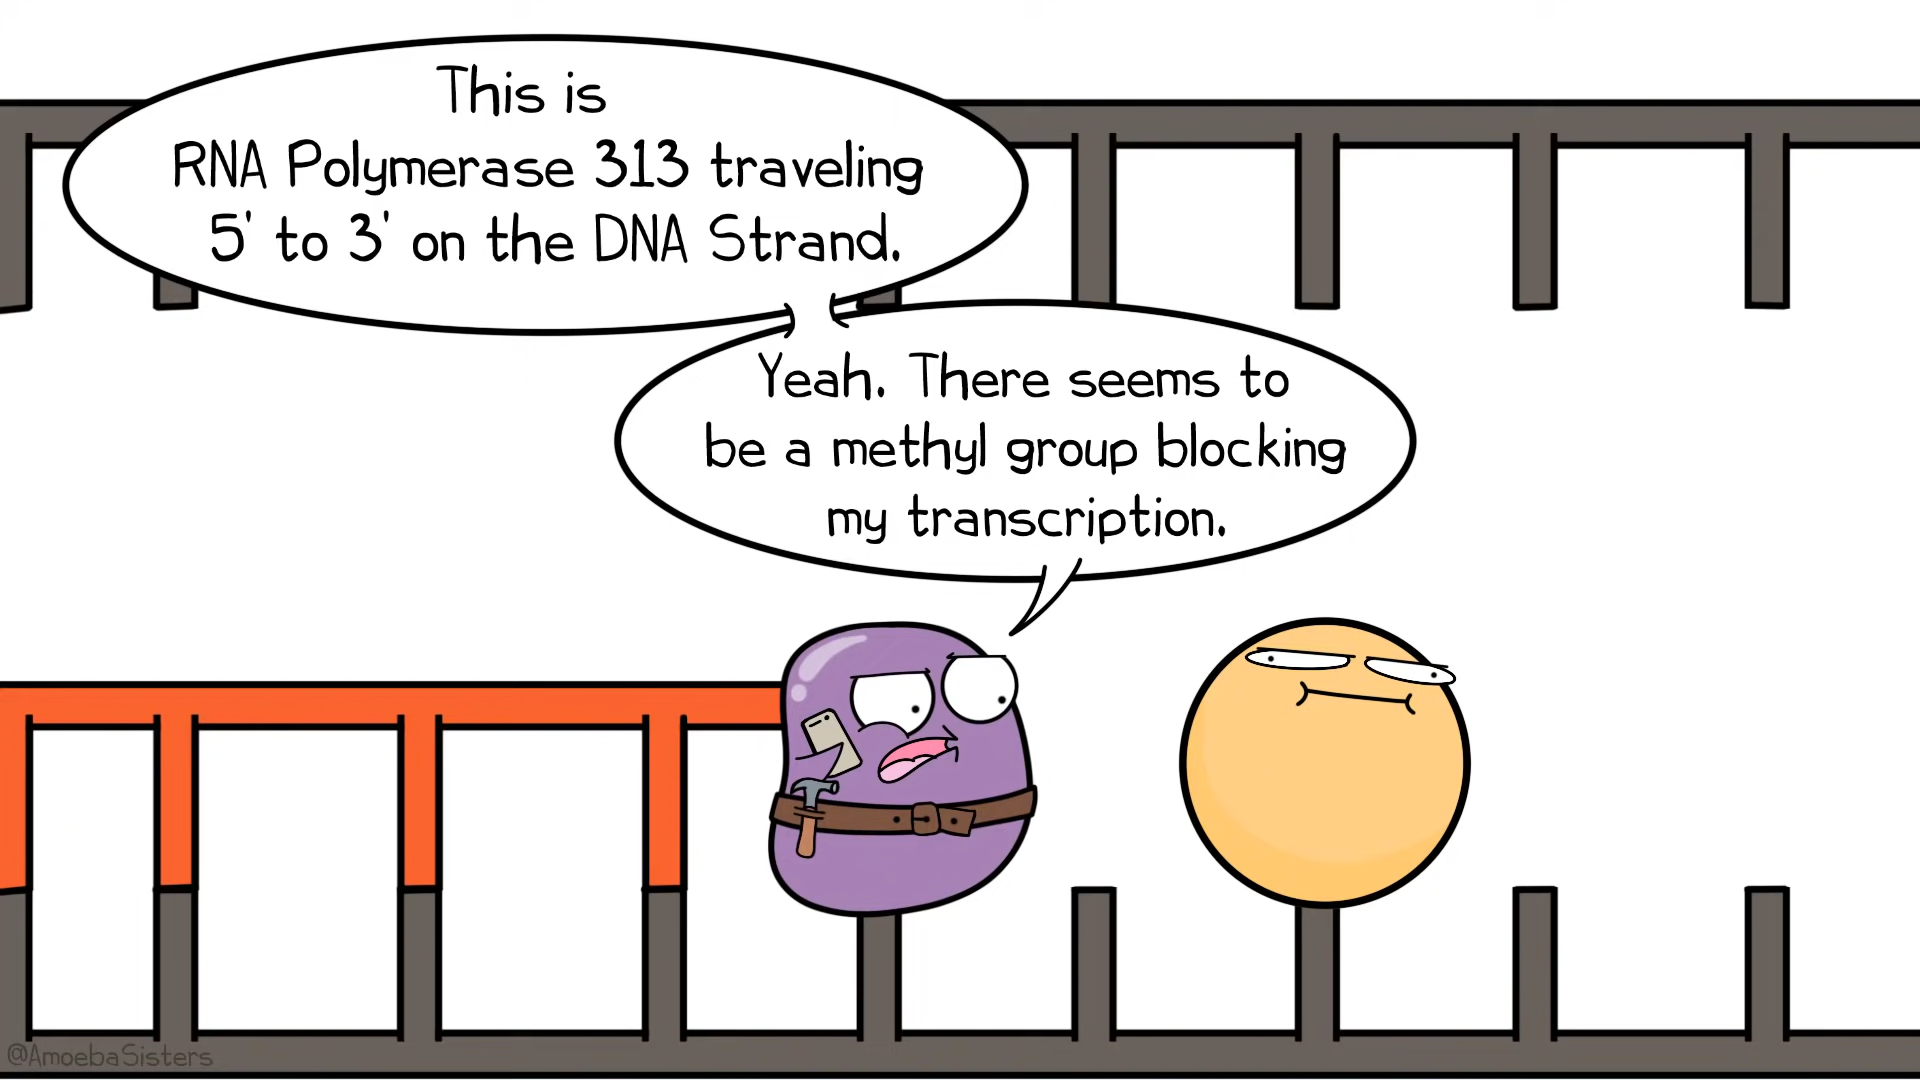 This is
RNA Polymerase 313 traveling
5' to 3' on the DNA Strand.
Yeah. There seems to
be a methyl group blocking
my transcription.
@AmoebaSisters